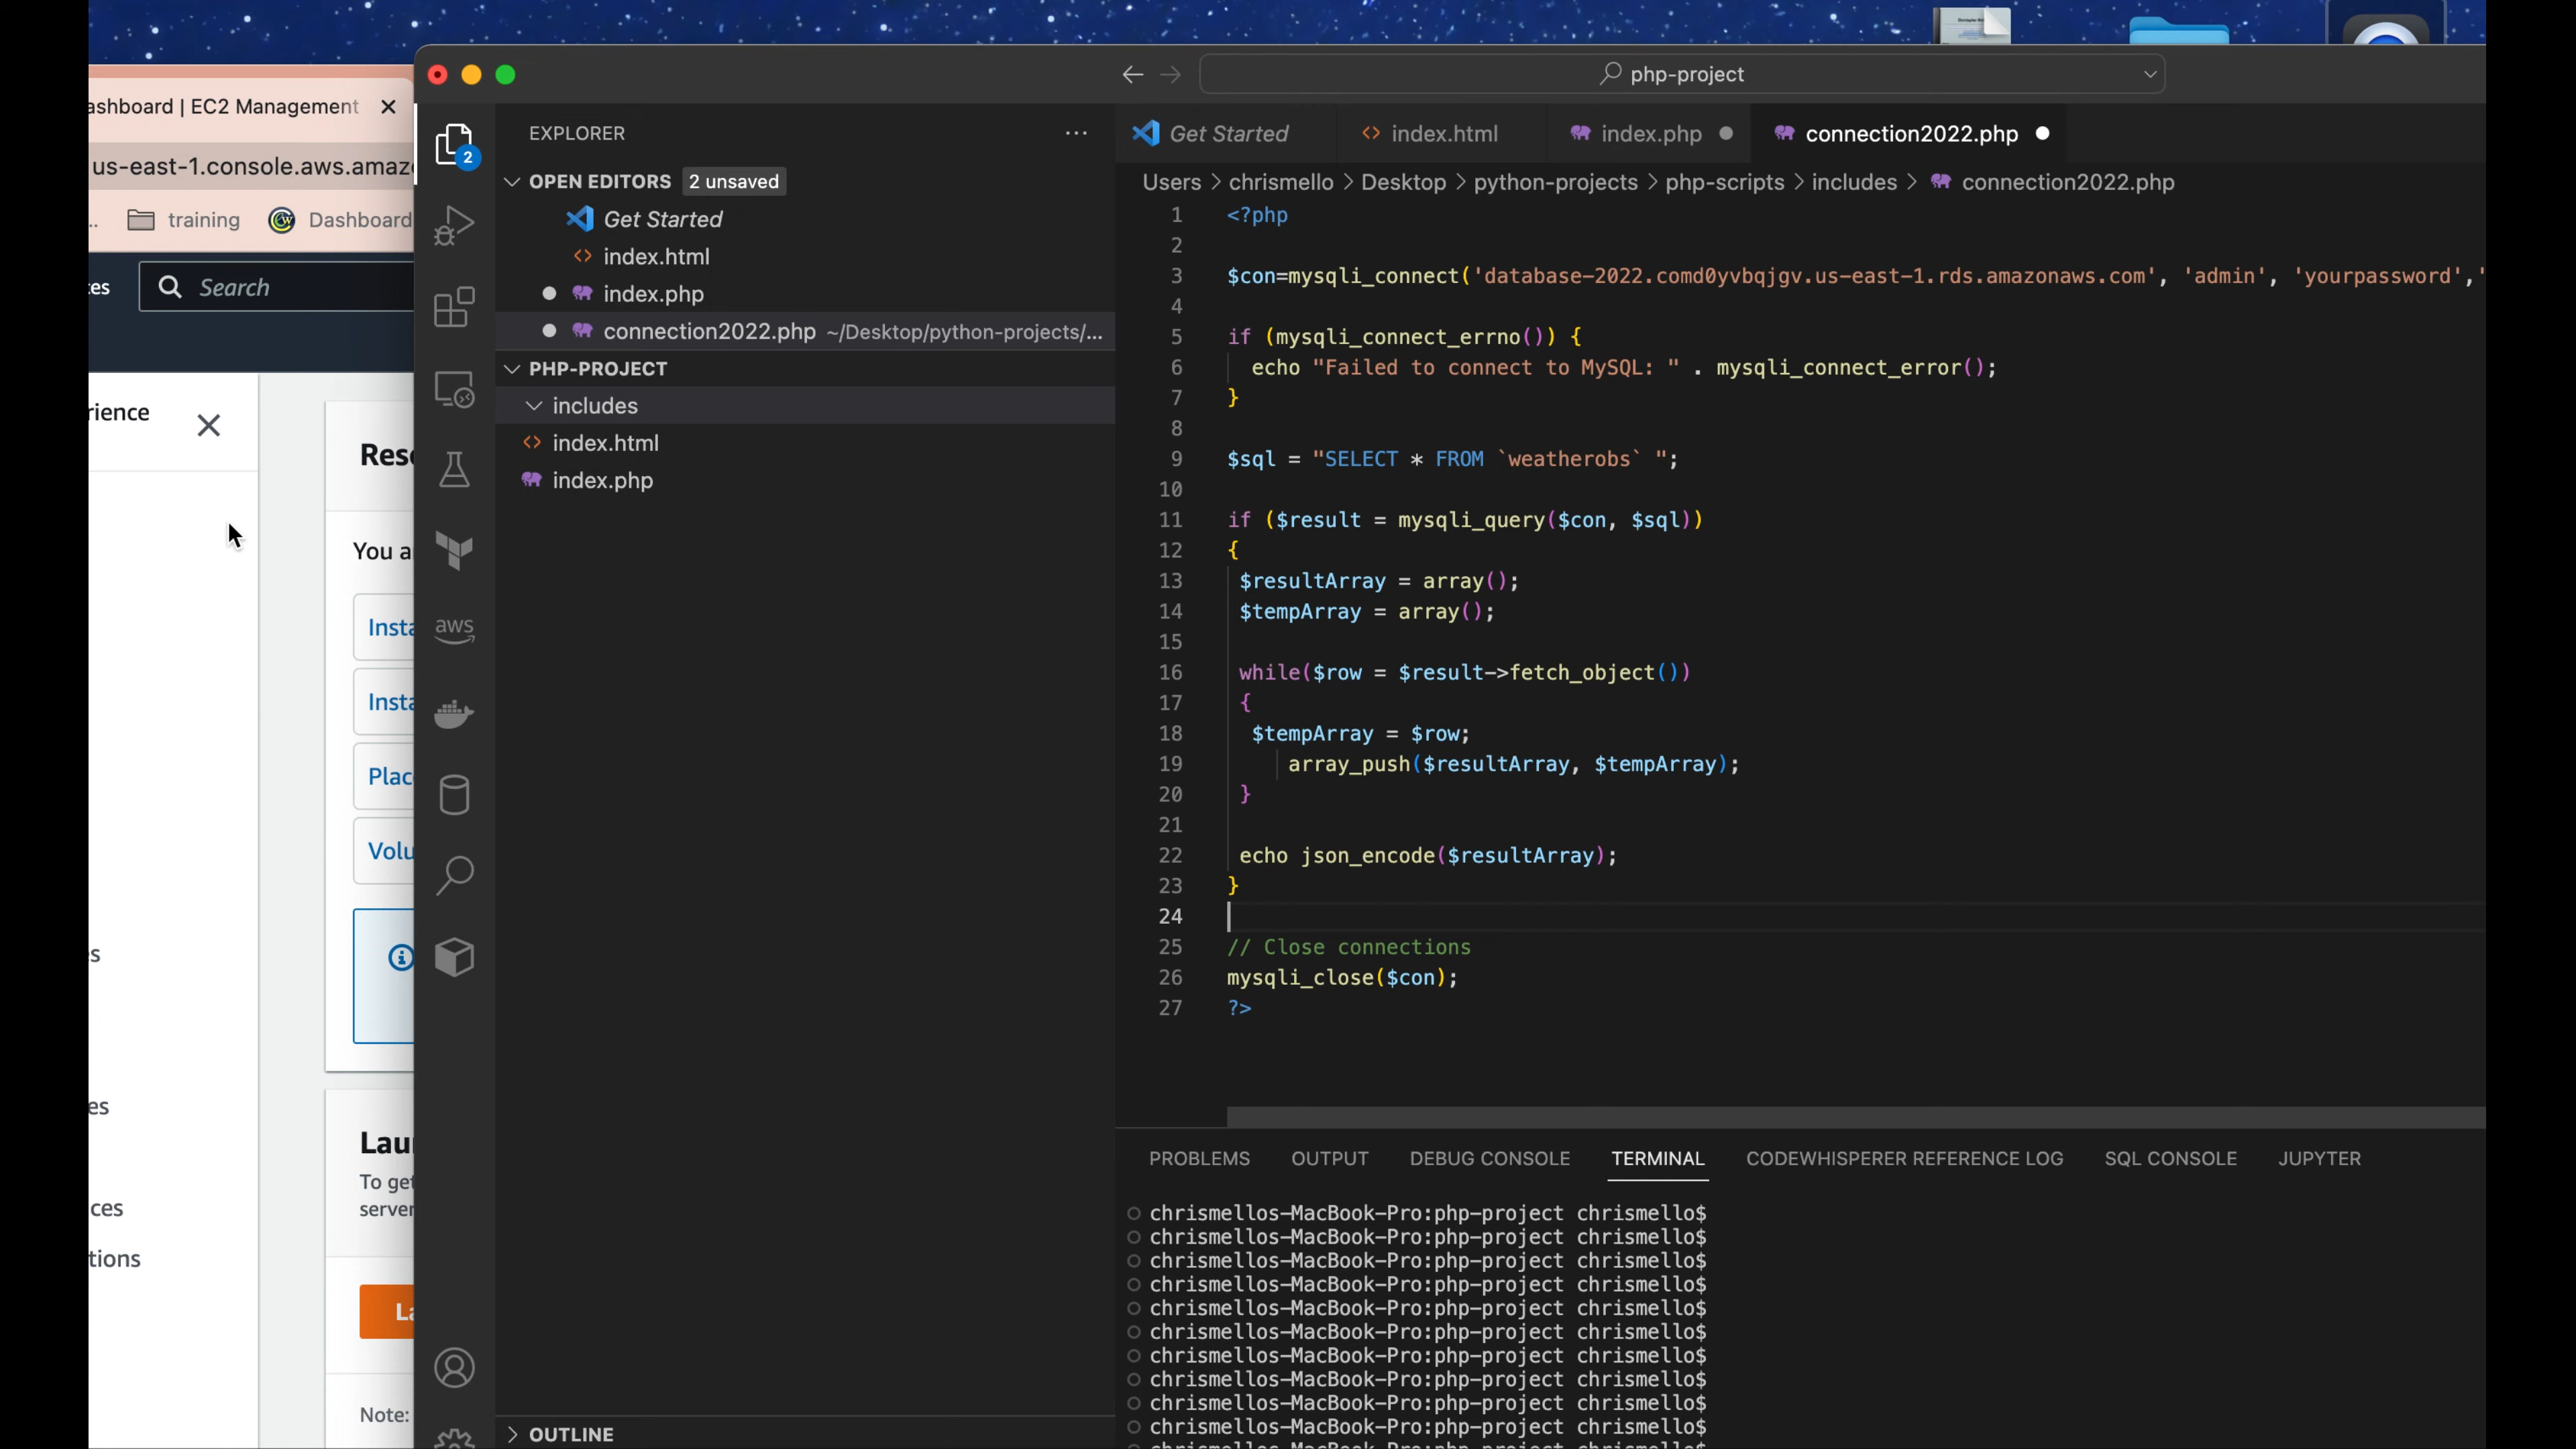 ashboard | EC2 Management
us-east-1.console.aws.amaz
training
Dashboard
es
Search
rience
Res
You a
Insta
Insta
Plac
Volu
s
es
ces
tions
Lau
To get
server
La
Note:
php-project
EXPLORER
2
OPEN EDITORS 2 unsaved
Get Started
index.html
index.php
connection2022.php ~/Desktop/python-projects/...
PHP-PROJECT
includes
index.html
index.php
aws
OUTLINE
Get Started index.html index.php connection2022.php
Users > chrismello > Desktop > python-projects > php-scripts > includes > connection2022.php
1 <?php
2
3 $con=mysqli_connect('database-2022.comd0yvbqjgv.us-east-1.rds.amazonaws.com', 'admin', 'yourpassword','
4
5 if (mysqli_connect_errno()) {
6 echo "Failed to connect to MySQL: " . mysqli_connect_error();
7 }
8
9 $sql = "SELECT * FROM `weatherobs` ";
10
11 if ($result = mysqli_query($con, $sql))
12 {
13 $resultArray = array();
14 $tempArray = array();
15
16 while($row = $result->fetch_object())
17 {
18 $tempArray = $row;
19 array_push($resultArray, $tempArray);
20 }
21
22 echo json_encode($resultArray);
23 }
24
25 // Close connections
26 mysqli_close($con);
27 ?>
PROBLEMS OUTPUT DEBUG CONSOLE TERMINAL CODEWHISPERER REFERENCE LOG SQL CONSOLE JUPYTER
chrismellos-MacBook-Pro:php-project chrismello$
chrismellos-MacBook-Pro:php-project chrismello$
chrismellos-MacBook-Pro:php-project chrismello$
chrismellos-MacBook-Pro:php-project chrismello$
chrismellos-MacBook-Pro:php-project chrismello$
chrismellos-MacBook-Pro:php-project chrismello$
chrismellos-MacBook-Pro:php-project chrismello$
chrismellos-MacBook-Pro:php-project chrismello$
chrismellos-MacBook-Pro:php-project chrismello$
chrismellos-MacBook-Pro:php-project chrismello$